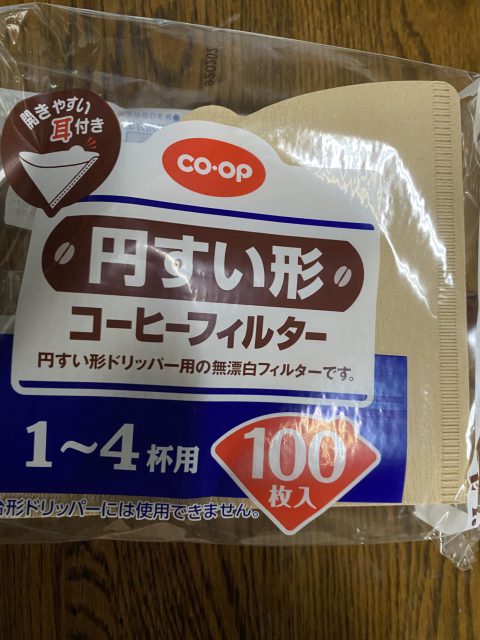 開きやすい
耳付き
CO・OP
円すい形
コーヒーフィルター
円すい形ドリッパー用の無漂白フィルターです。
1〜4杯用
100
枚入
台形ドリッパーには使用できません。